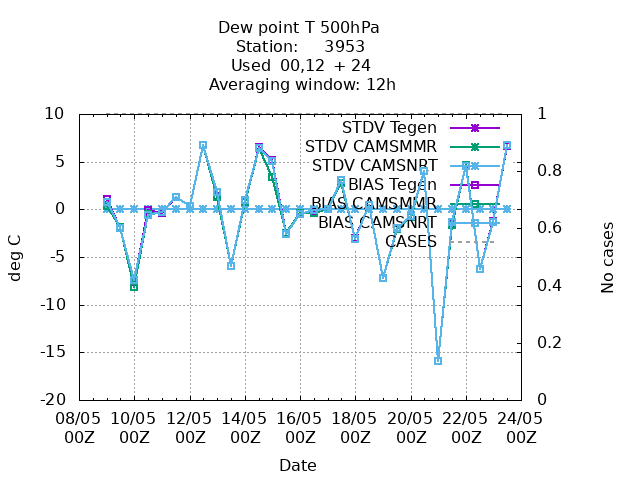 Dew point T 500hPa
Station: 3953
Used 00,12 + 24
Averaging window: 12h
10
5
0
-5
-10
-15
-20
1
0.8
0.6
0.4
0.2
0
deg C
No cases
STDV Tegen
STDV CAMSMMR
STDV CAMSNRT
BIAS Tegen
BIAS CAMSMMR
BIAS CAMSNRT
CASES
08/05 10/05 12/05 14/05 16/05 18/05 20/05 22/05 24/05
00Z 00Z 00Z 00Z 00Z 00Z 00Z 00Z 00Z
Date